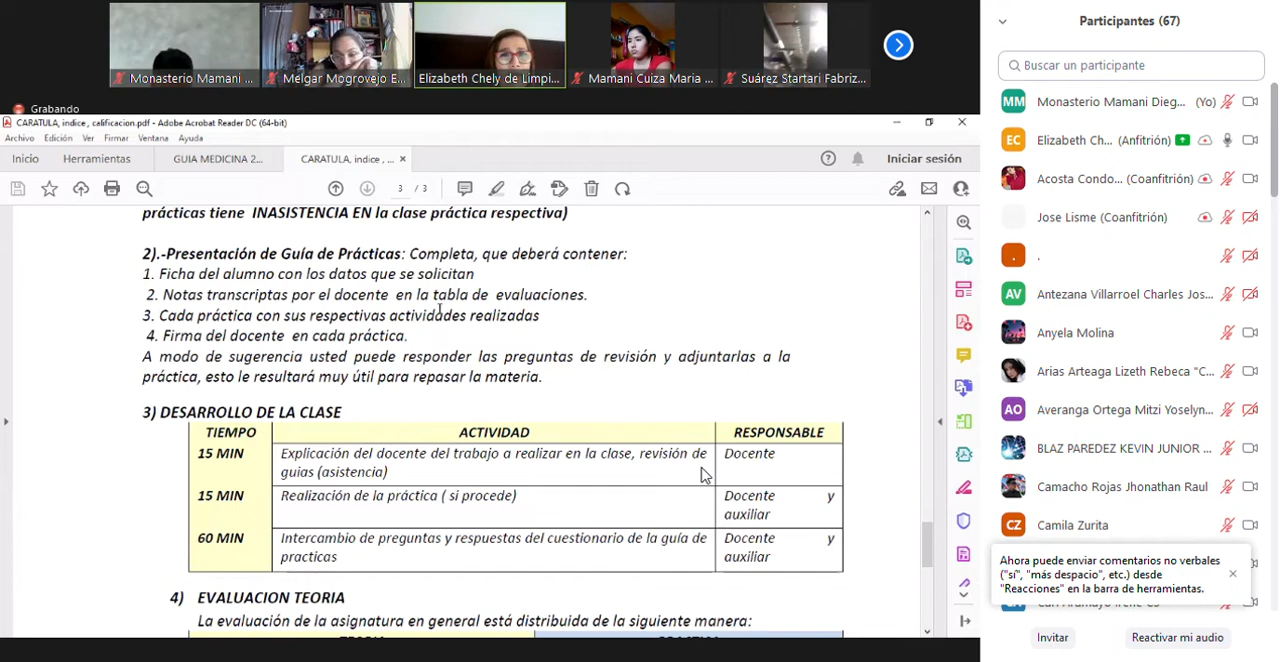 Monasterio Mamani ...
Melgar Mogrovejo E...
Elizabeth Chely de Limpi...
Mamani Cuiza Maria ...
Suárez Startari Fabriz...
Grabando
CARATULA, indice , calificacion.pdf - Adobe Acrobat Reader DC (64-bit)
Archivo Edición Ver Firmar Ventana Ayuda
Inicio Herramientas GUIA MEDICINA 2... CARATULA, indice , ... × Iniciar sesión
3 / 3
prácticas tiene INASISTENCIA EN la clase práctica respectiva)
2).-Presentación de Guía de Prácticas: Completa, que deberá contener:
1. Ficha del alumno con los datos que se solicitan
2. Notas transcriptas por el docente en la tabla de evaluaciones.
3. Cada práctica con sus respectivas actividades realizadas
4. Firma del docente en cada práctica.
A modo de sugerencia usted puede responder las preguntas de revisión y adjuntarlas a la
práctica, esto le resultará muy útil para repasar la materia.
3) DESARROLLO DE LA CLASE
TIEMPO ACTIVIDAD RESPONSABLE
15 MIN Explicación del docente del trabajo a realizar en la clase, revisión de Docente
guias (asistencia)
15 MIN Realización de la práctica ( si procede) Docente y
auxiliar
60 MIN Intercambio de preguntas y respuestas del cuestionario de la guía de Docente y
practicas auxiliar
4) EVALUACION TEORIA
La evaluación de la asignatura en general está distribuida de la siguiente manera:
Participantes (67)
Buscar un participante
MM Monasterio Mamani Dieg... (Yo)
EC Elizabeth Ch... (Anfitrión)
Acosta Condo... (Coanfitrión)
Jose Lisme (Coanfitrión)
. .
AV Antezana Villarroel Charles Jos...
Anyela Molina
Arias Arteaga Lizeth Rebeca "C...
AO Averanga Ortega Mitzi Yoselyn...
BLAZ PAREDEZ KEVIN JUNIOR ...
Camacho Rojas Jhonathan Raul
CZ Camila Zurita
Ahora puede enviar comentarios no verbales
("sí", "más despacio", etc.) desde
"Reacciones" en la barra de herramientas.
Invitar Reactivar mi audio